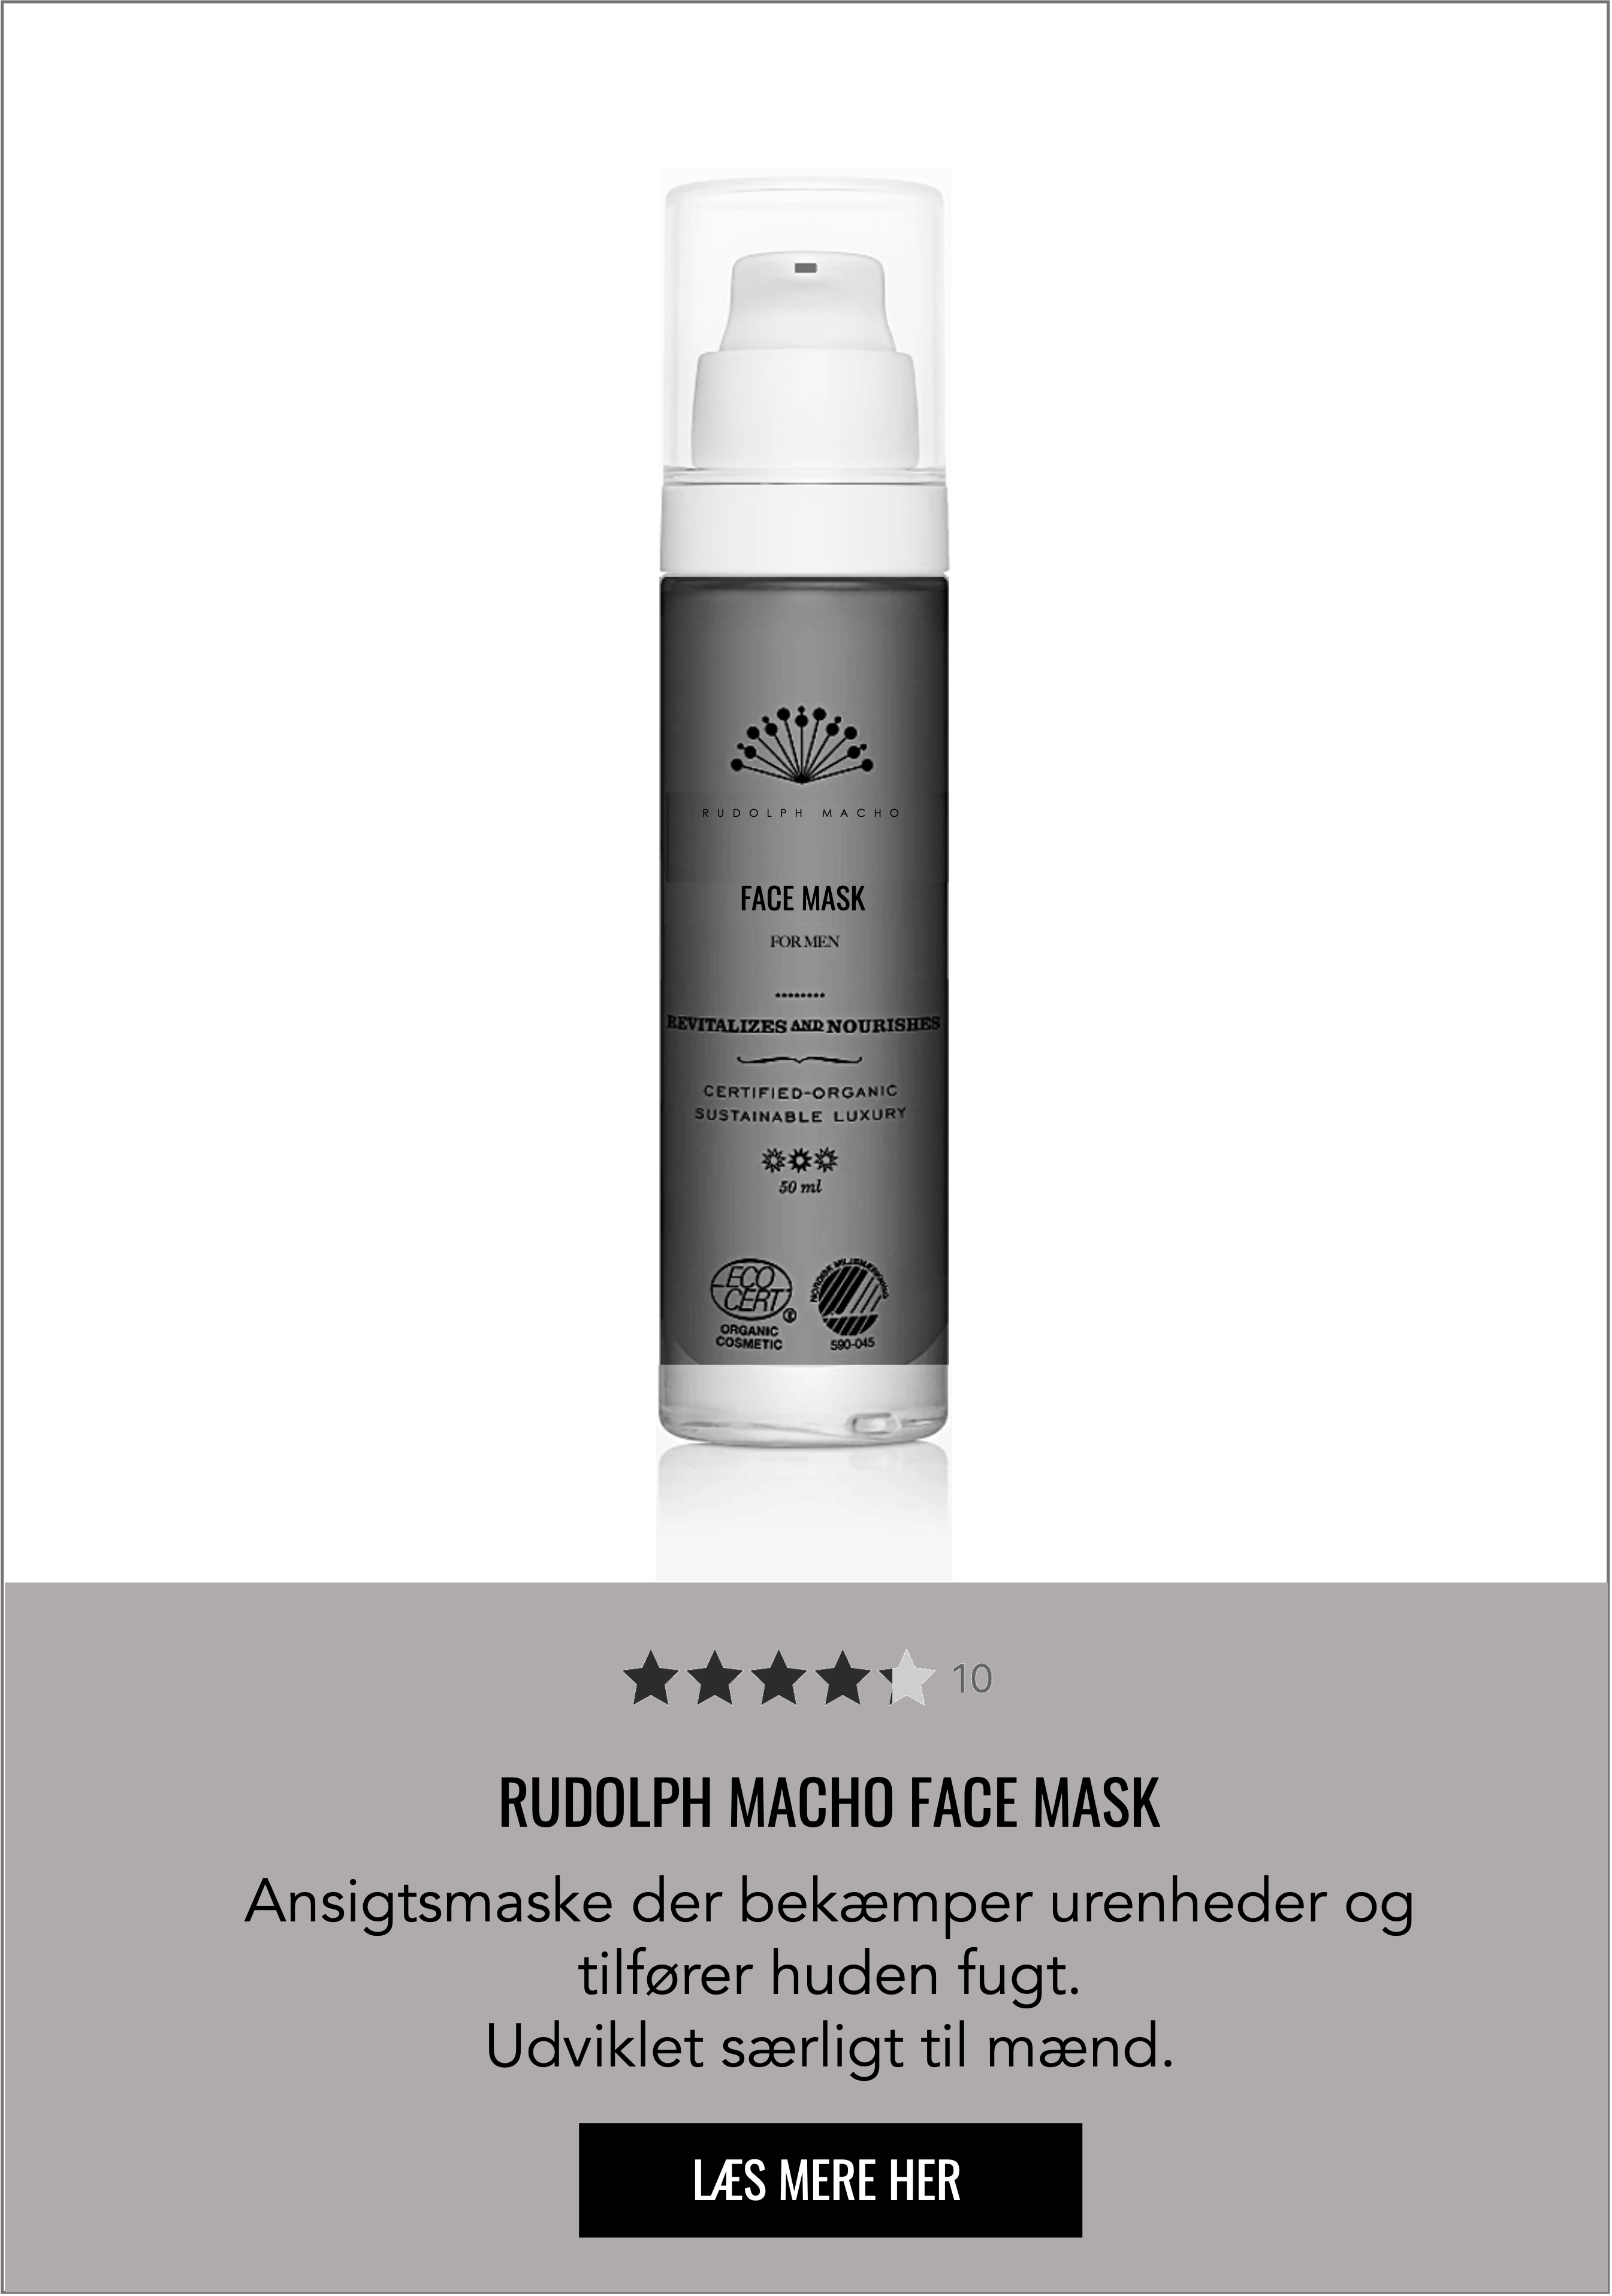 RUDOLPH MACHO
FACE MASK
FOR MEN
REVITALIZES AND NOURISHES
CERTIFIED-ORGANIC
SUSTAINABLE LUXURY
50 ml
ECO
CERT®
ORGANIC
COSMETIC
NORDISK MILJØMÆRKNING
590-045
10
RUDOLPH MACHO FACE MASK
Ansigtsmaske der bekæmper urenheder og
tilfører huden fugt.
Udviklet særligt til mænd.
LÆS MERE HER